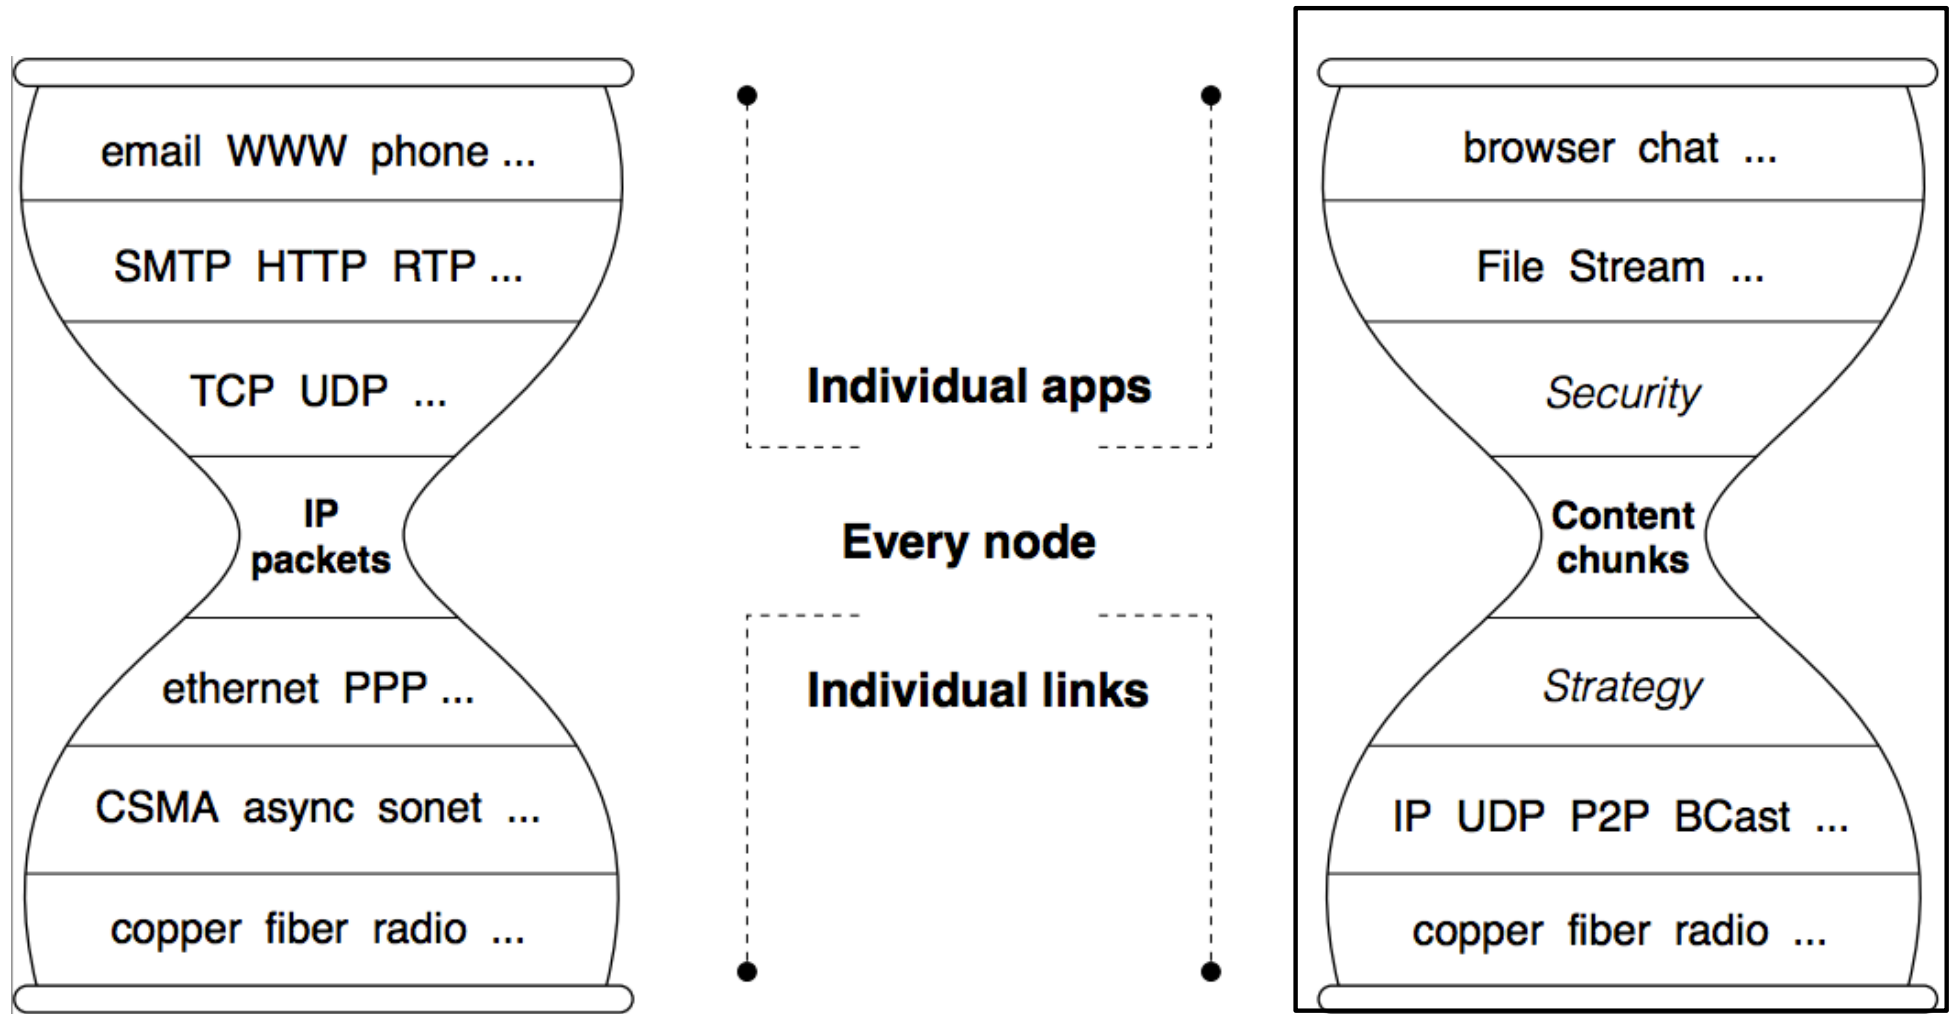 email WWW phone ...
SMTP HTTP RTP ...
TCP UDP ...
IP
packets
ethernet PPP ...
CSMA async sonet ...
copper fiber radio ...
Individual apps
Every node
Individual links
browser chat ...
File Stream ...
Security
Content
chunks
Strategy
IP UDP P2P BCast ...
copper fiber radio ...